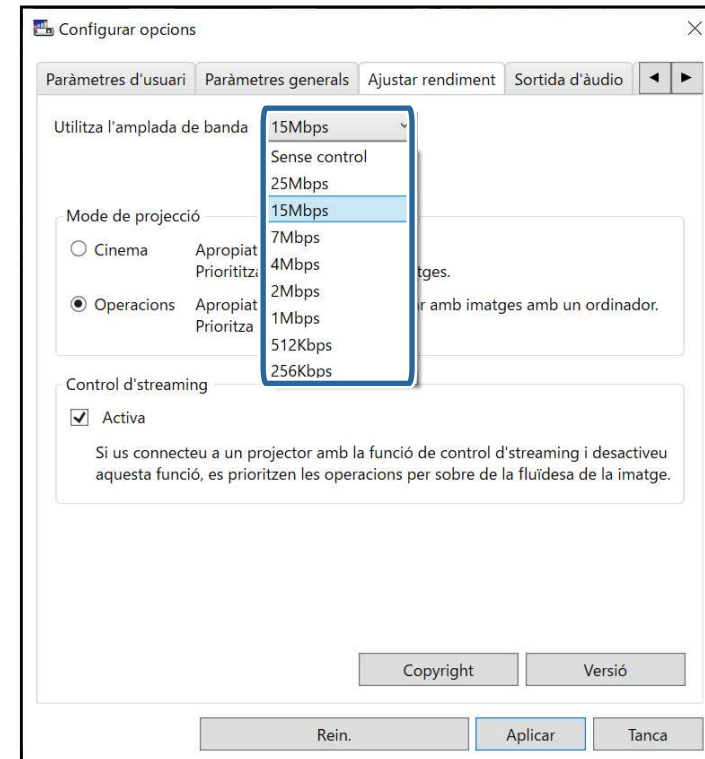 Configurar opcions
Paràmetres d'usuari Paràmetres generals Ajustar rendiment Sortida d'àudio
Utilitza l'amplada de banda 15Mbps
Sense control
25Mbps
15Mbps
7Mbps
4Mbps
2Mbps
1Mbps
512Kbps
256Kbps
Mode de projecció
Cinema Apropiat
tges.
Operacions Apropiat amb imatges amb un ordinador.
Prioritza
Control d'streaming
Activa
Si us connecteu a un projector amb la funció de control d'streaming i desactiveu
aquesta funció, es prioritzen les operacions per sobre de la fluïdesa de la imatge.
Copyright Versió
Rein. Aplicar Tanca